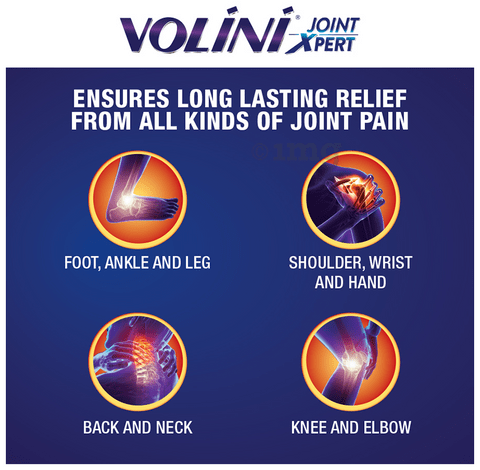 VOLINI® JOINT
XPERT
ENSURES LONG LASTING RELIEF
FROM ALL KINDS OF JOINT PAIN
FOOT, ANKLE AND LEG
SHOULDER, WRIST
AND HAND
BACK AND NECK
KNEE AND ELBOW